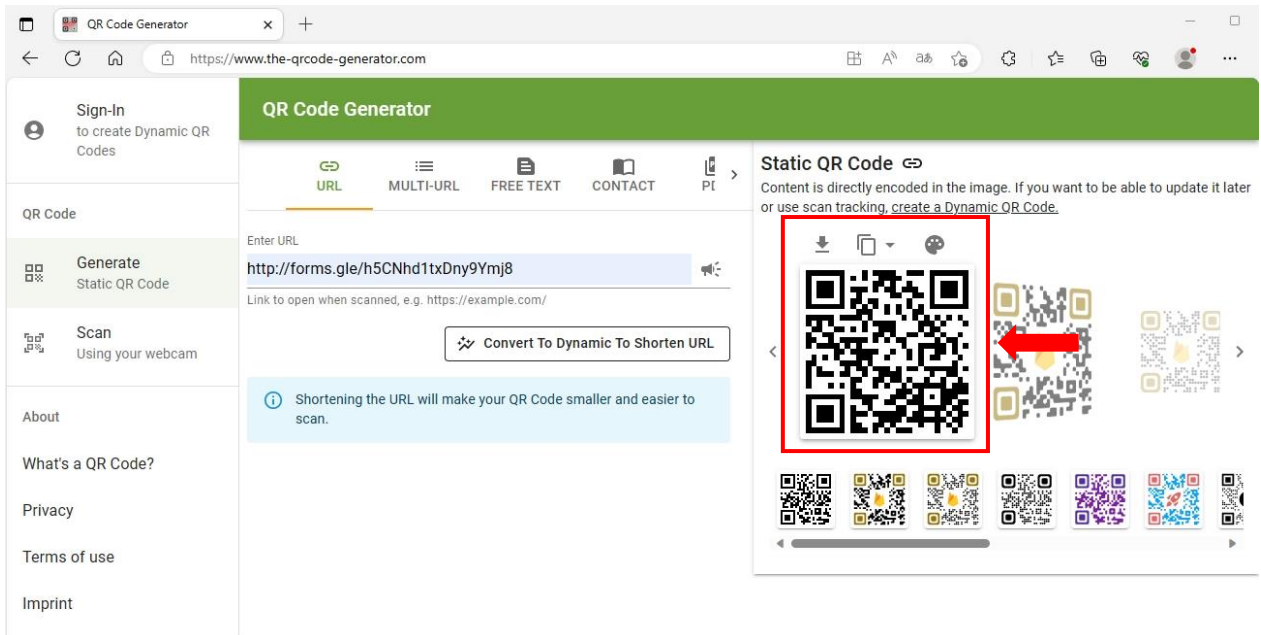 QR Code Generator
https://www.the-qrcode-generator.com
Sign-In
to create Dynamic QR
Codes
QR Code
Generate
Static QR Code
Scan
Using your webcam
About
What's a QR Code?
Privacy
Terms of use
Imprint
QR Code Generator
URL
MULTI-URL
FREE TEXT
CONTACT
Enter URL
http://forms.gle/h5CNhd1txDny9Ymj8
Link to open when scanned, e.g. https://example.com/
Convert To Dynamic To Shorten URL
Shortening the URL will make your QR Code smaller and easier to
scan.
Static QR Code
Content is directly encoded in the image. If you want to be able to update it later
or use scan tracking, create a Dynamic QR Code.